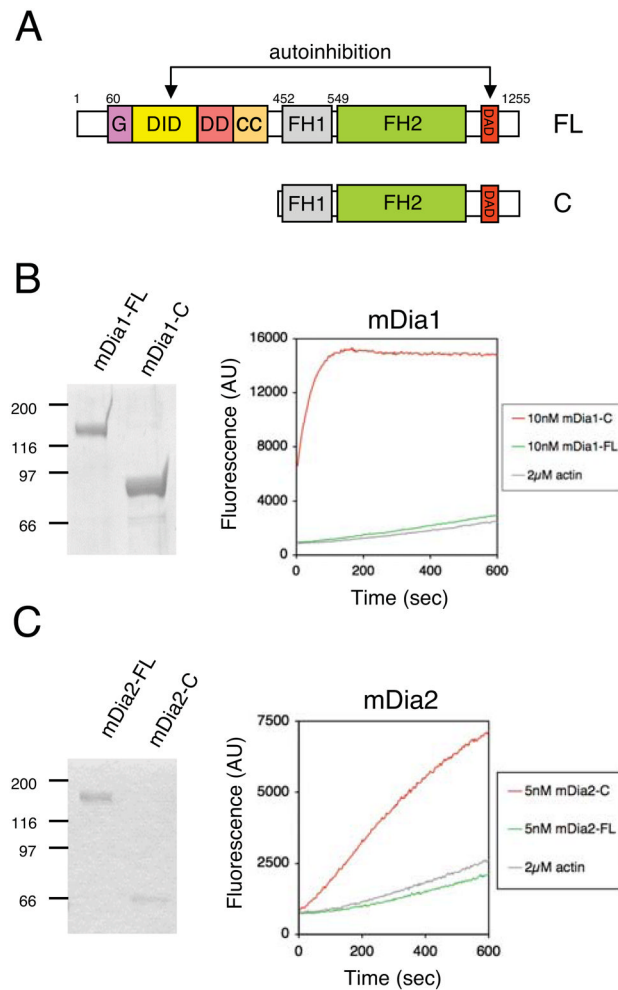 A
autoinhibition
1 60 452 549 1255
G DID DD CC FH1 FH2 DAD FL
FH1 FH2 DAD C
B
mDia1-FL mDia1-C
200
116
97
66
mDia1
Fluorescence (AU)
16000
12000
8000
4000
0
0 200 400 600
Time (sec)
10nM mDia1-C
10nM mDia1-FL
2µM actin
C
mDia2-FL mDia2-C
200
116
97
66
mDia2
Fluorescence (AU)
7500
5000
2500
0
0 200 400 600
Time (sec)
5nM mDia2-C
5nM mDia2-FL
2µM actin